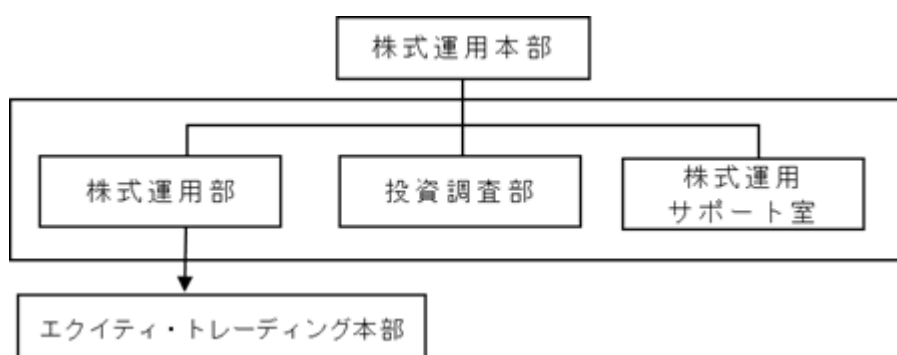 株式運用本部
株式運用部
投資調査部
株式運用
サポート室
エクイティ・トレーディング本部